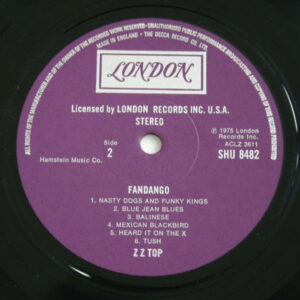 ALL RIGHTS OF THE MANUFACTURER AND OF THE OWNER OF THE RECORDED WORK RESERVED · UNAUTHORISED PUBLIC PERFORMANCE BROADCASTING AND COPYING OF THIS RECORD PROHIBITED
MADE IN ENGLAND · THE DECCA RECORD CO. LTD.
LONDON
Licensed by LONDON RECORDS INC. U.S.A.
STEREO
Side
2
℗ 1975 London
Records Inc.
ACLZ 3611
Hamstein Music Co.
SHU 8482
FANDANGO
1. NASTY DOGS AND FUNKY KINGS
2. BLUE JEAN BLUES
3. BALINESE
4. MEXICAN BLACKBIRD
5. HEARD IT ON THE X
6. TUSH
Z Z TOP